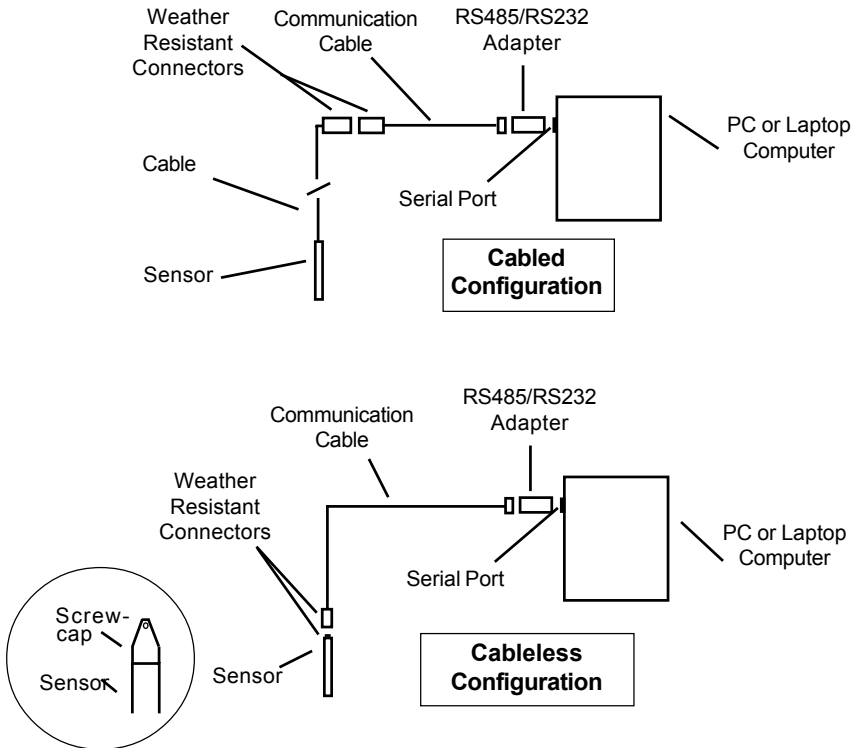 Weather
Resistant
Connectors
Communication
Cable
RS485/RS232
Adapter
PC or Laptop
Computer
Cable
Serial Port
Sensor
Cabled
Configuration
RS485/RS232
Adapter
Communication
Cable
Weather
Resistant
Connectors
PC or Laptop
Computer
Serial Port
Screw-
cap
Sensor
Sensor
Cableless
Configuration